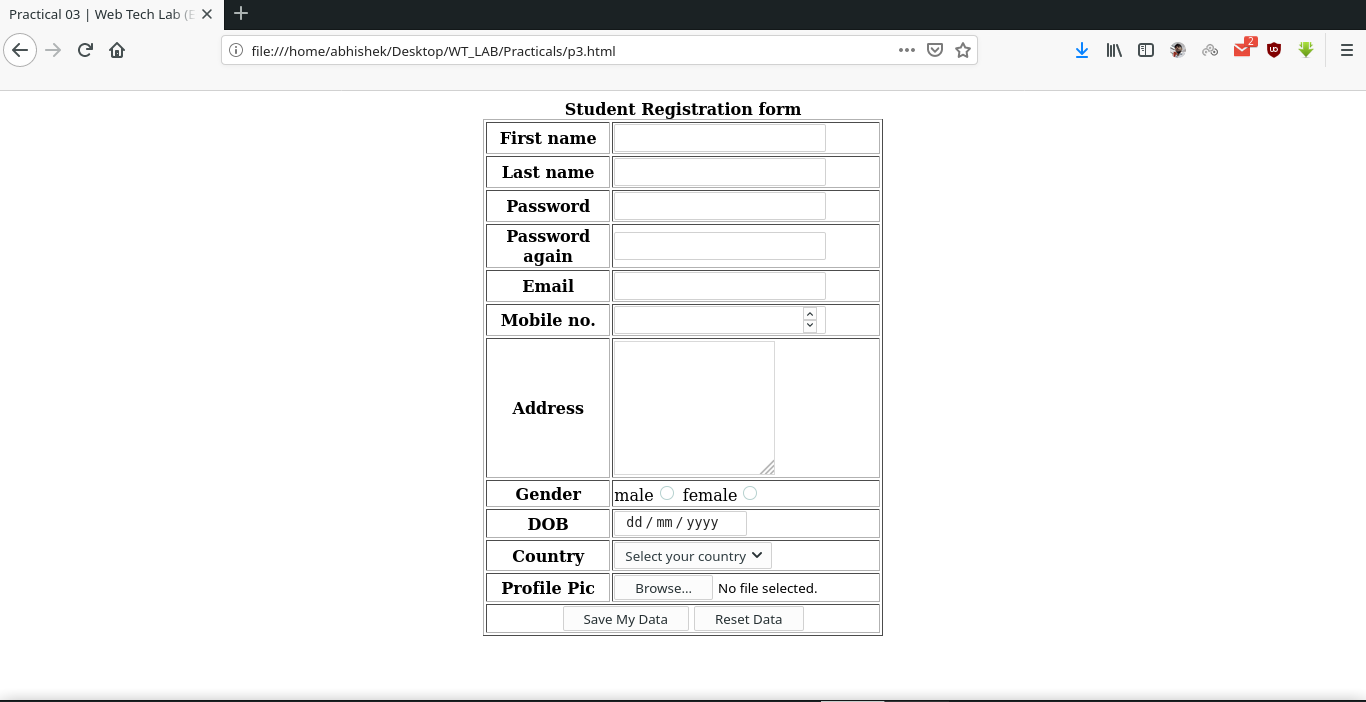 Practical 03 | Web Tech Lab (E
file:///home/abhishek/Desktop/WT_LAB/Practicals/p3.html
2
Student Registration form
First name
Last name
Password
Password
again
Email
Mobile no.
Address
Gender male female
DOB dd / mm / yyyy
Country Select your country
Profile Pic Browse... No file selected.
Save My Data Reset Data